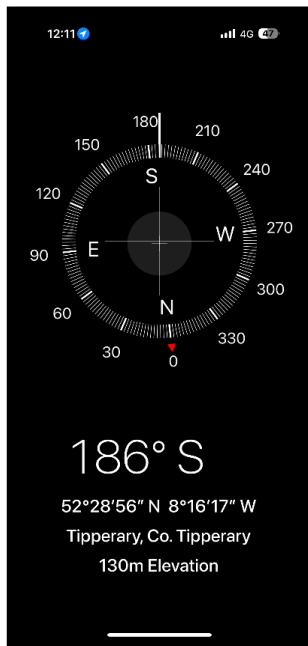 12:11 4G 47
180
150 210
S
120 240
90 E W 270
60 300
N
30 330
0
186° S
52°28'56" N 8°16'17" W
Tipperary, Co. Tipperary
130m Elevation